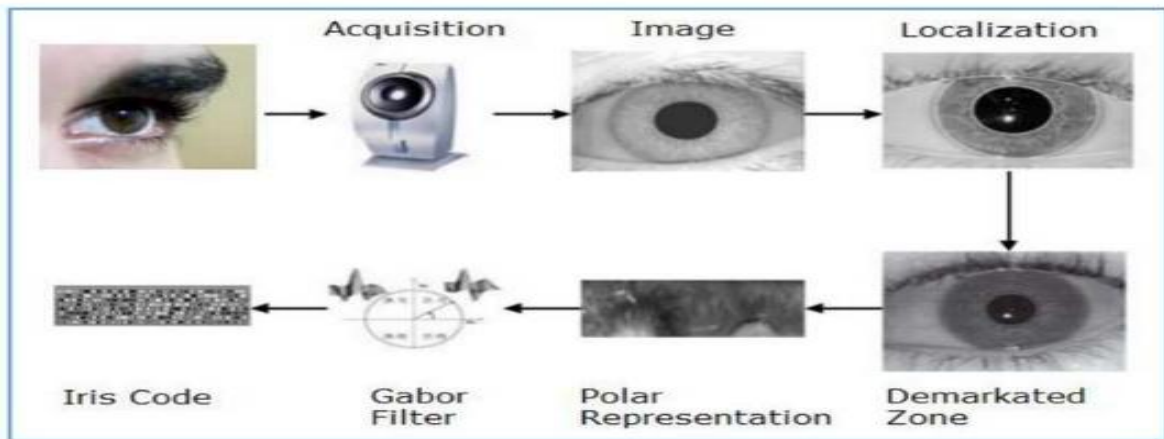 Acquisition
Image
Localization
Iris Code
Gabor
Filter
Polar
Representation
Demarkated
Zone